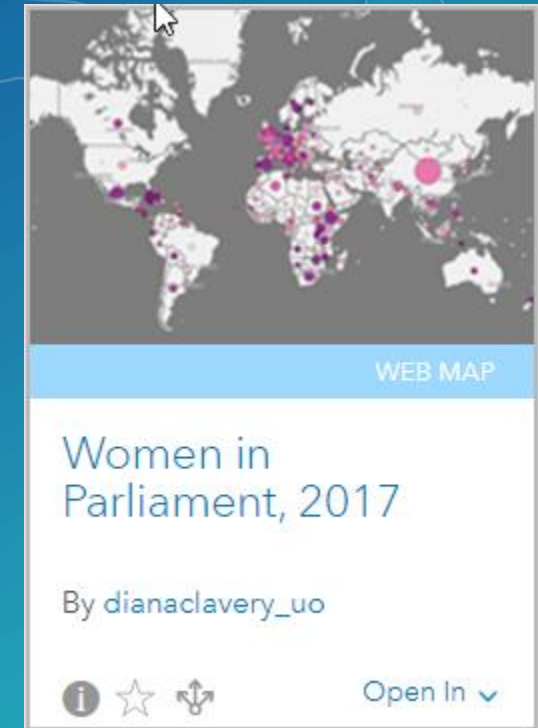 WEB MAP
Women in
Parliament, 2017
By dianaclavery_uo
Open In